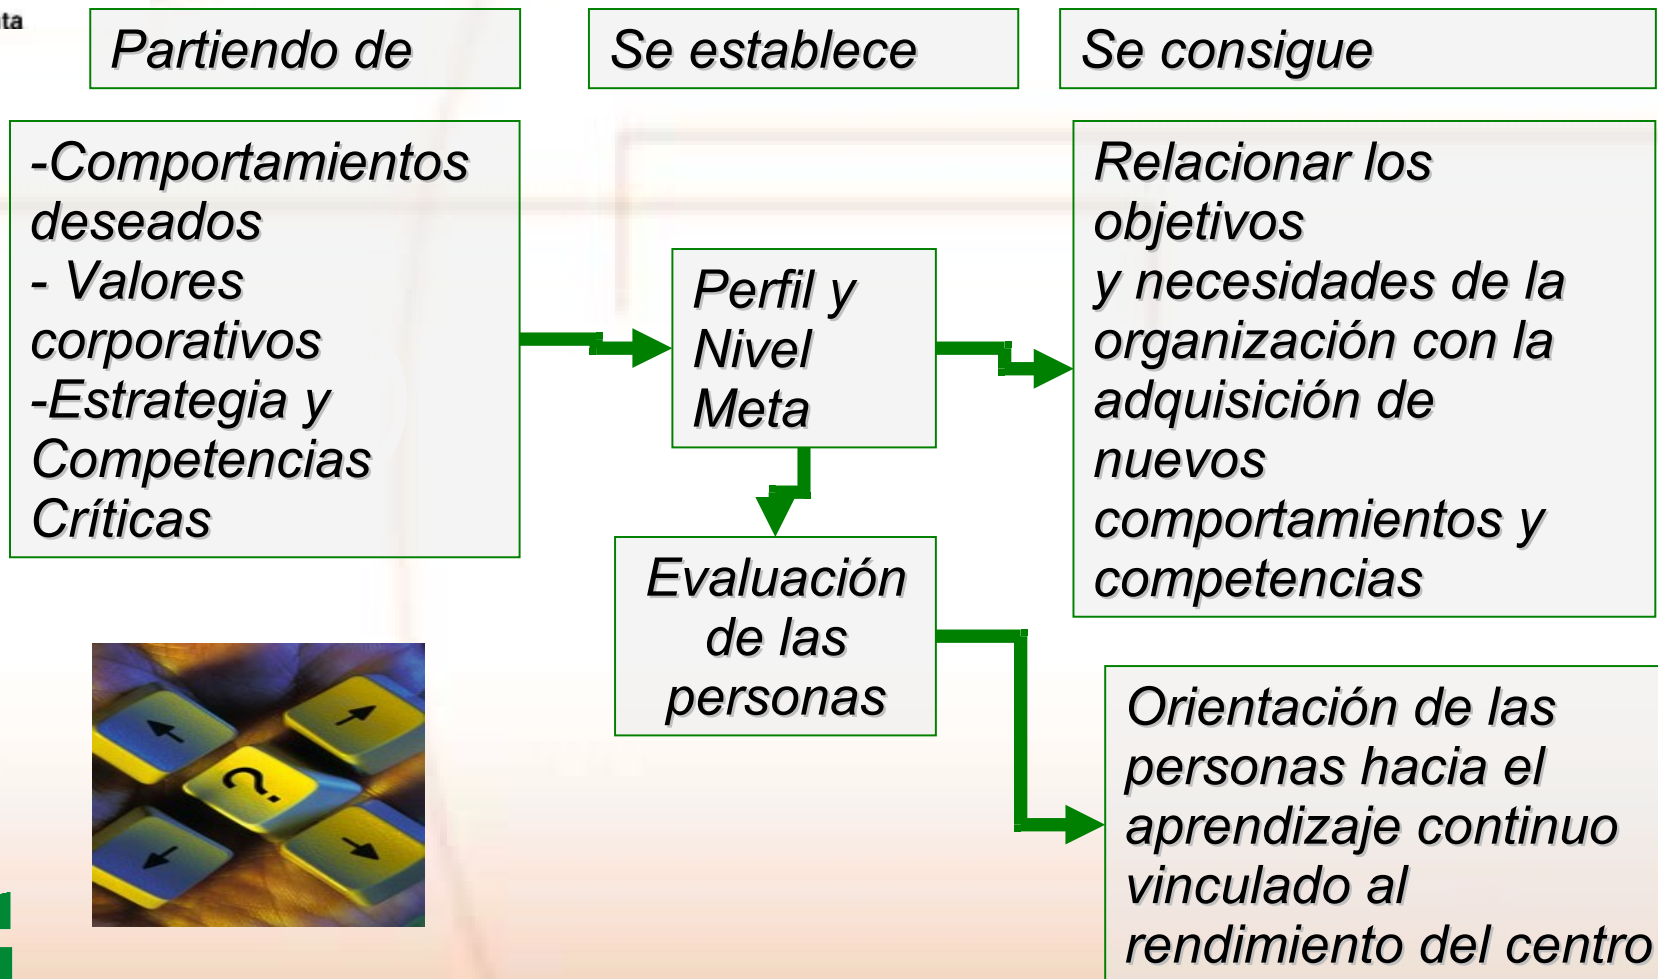 Partiendo de
Se establece
Se consigue
-Comportamientos
deseados
- Valores
corporativos
-Estrategia y
Competencias
Críticas
Perfil y
Nivel
Meta
Evaluación
de las
personas
Relacionar los
objetivos
y necesidades de la
organización con la
adquisición de
nuevos
comportamientos y
competencias
Orientación de las
personas hacia el
aprendizaje continuo
vinculado al
rendimiento del centro
?